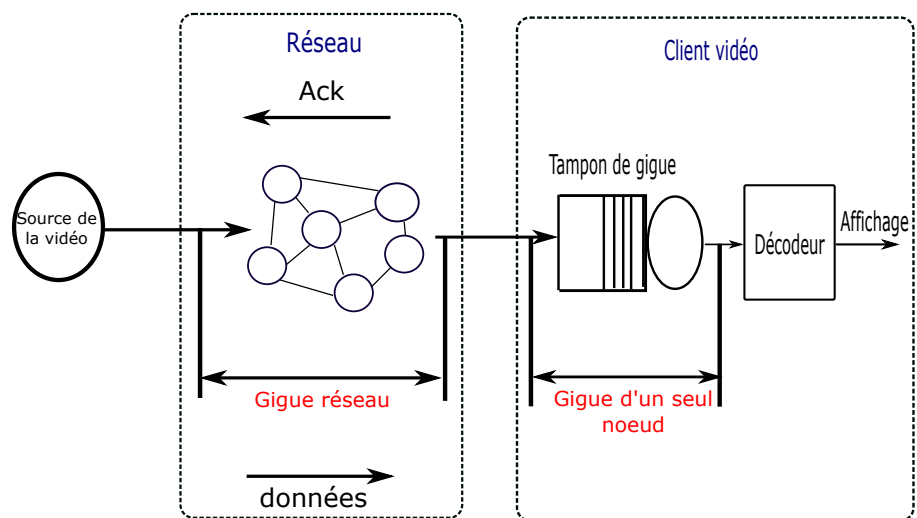 Réseau
Client vidéo
Ack
Tampon de gigue
Source de
la vidéo
Décodeur
Affichage
Gigue réseau
Gigue d'un seul
noeud
données